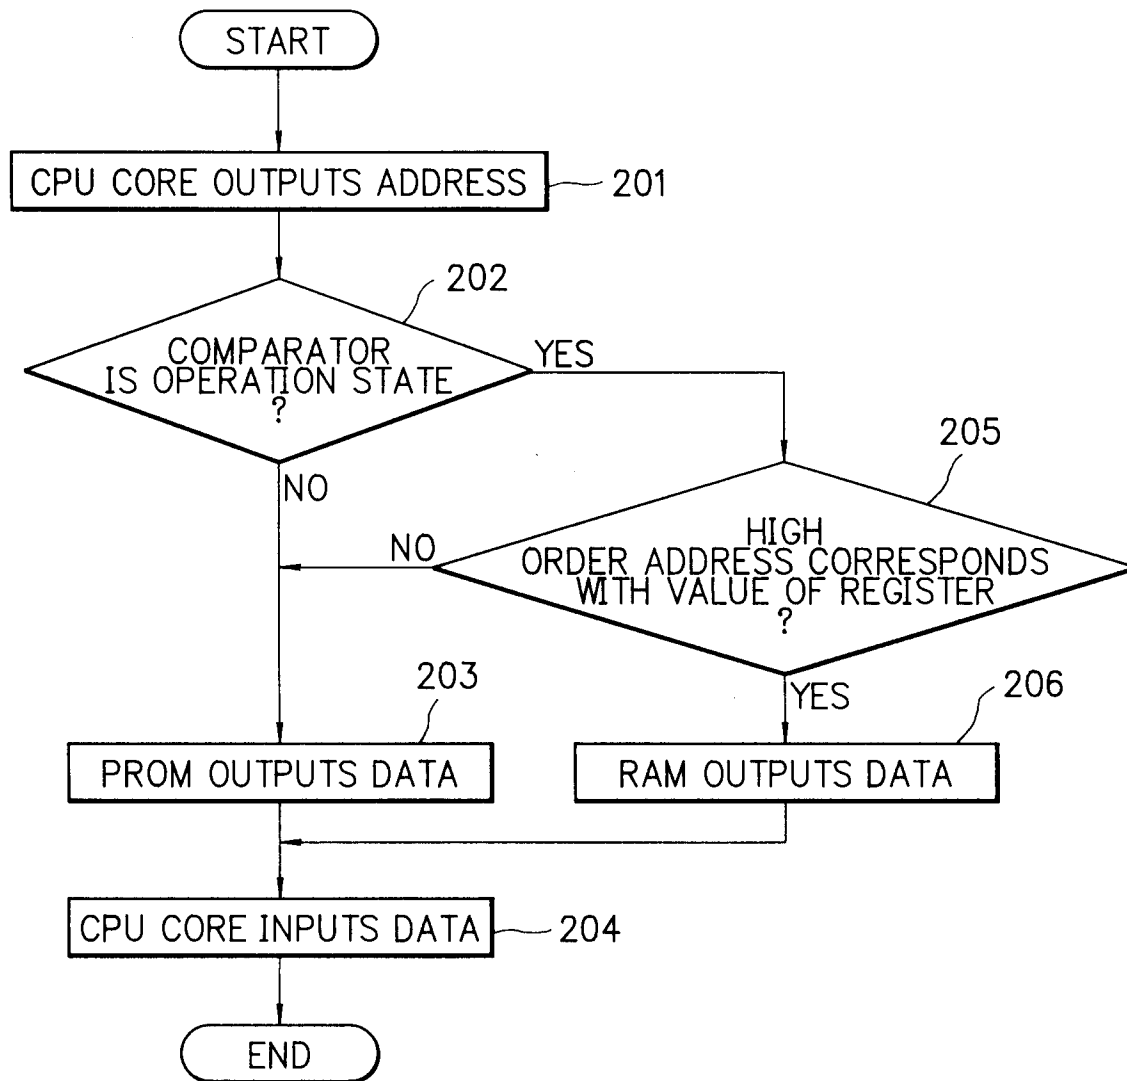 START
CPU CORE OUTPUTS ADDRESS
201
202
COMPARATOR
IS OPERATION STATE
?
YES
NO
205
HIGH
ORDER ADDRESS CORRESPONDS
WITH VALUE OF REGISTER
?
NO
YES
203
PROM OUTPUTS DATA
206
RAM OUTPUTS DATA
CPU CORE INPUTS DATA
204
END